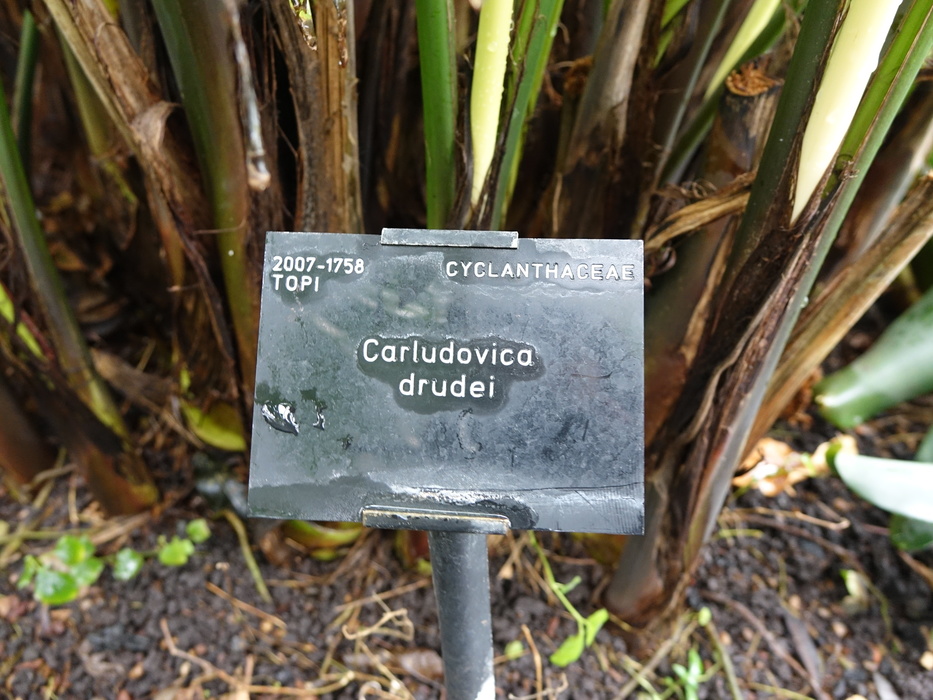 2007-1758
TOPI
CYCLANTHACEAE
Carludovica
drudei